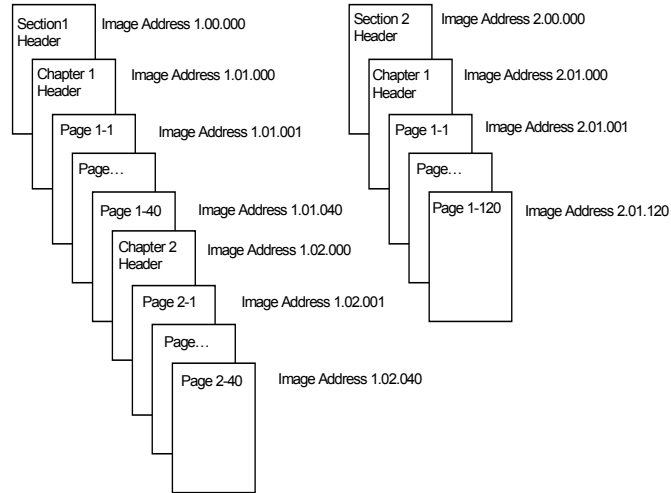 Section1
Header
Image Address 1.00.000
Chapter 1
Header
Image Address 1.01.000
Page 1-1
Image Address 1.01.001
Page…
Page 1-40
Image Address 1.01.040
Chapter 2
Header
Image Address 1.02.000
Page 2-1
Image Address 1.02.001
Page…
Page 2-40
Image Address 1.02.040
Section 2
Header
Image Address 2.00.000
Chapter 1
Header
Image Address 2.01.000
Page 1-1
Image Address 2.01.001
Page…
Page 1-120
Image Address 2.01.120